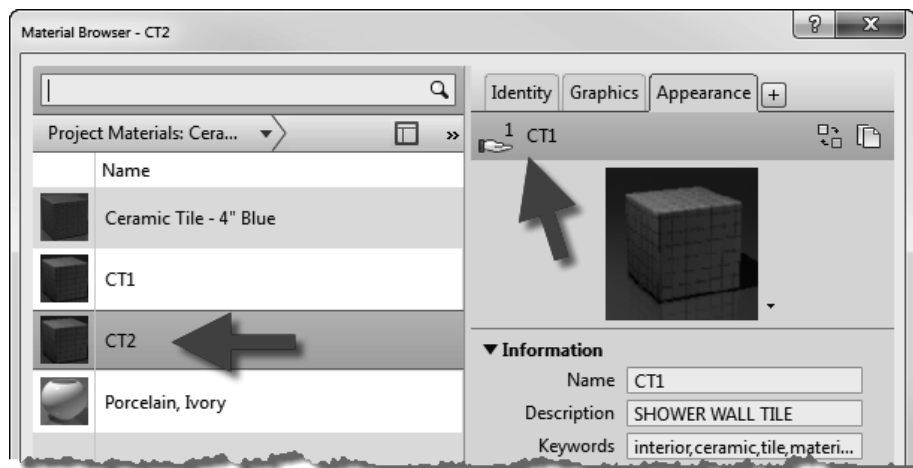 Material Browser - CT2
?
X
Project Materials: Cera...
»
Name
Ceramic Tile - 4" Blue
CT1
CT2
Porcelain, Ivory
Identity
Graphics
Appearance
+
1
CT1
Information
Name CT1
Description SHOWER WALL TILE
Keywords interior,ceramic,tile,materi...